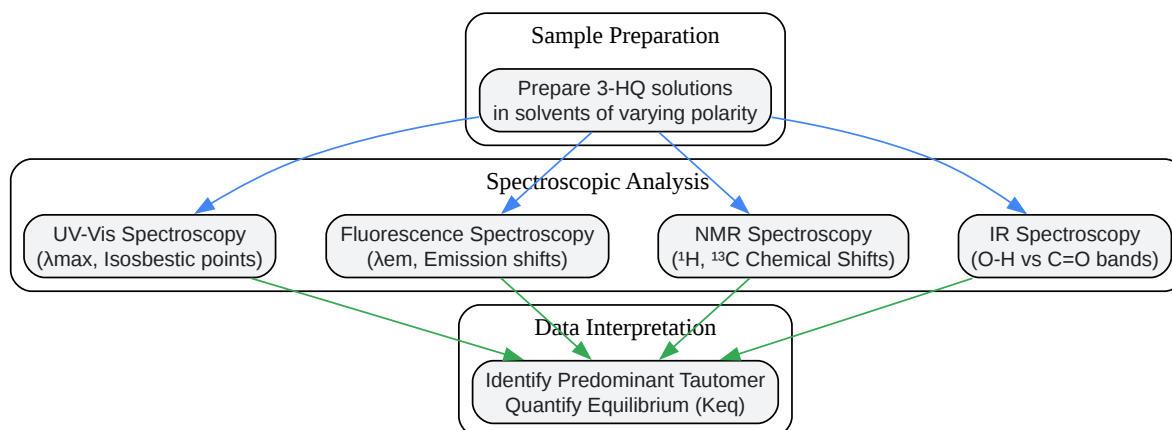 Sample Preparation
Prepare 3-HQ solutions
in solvents of varying polarity
Spectroscopic Analysis
UV-Vis Spectroscopy
(λmax, Isosbestic points)
Fluorescence Spectroscopy
(λem, Emission shifts)
NMR Spectroscopy
(¹H, ¹³C Chemical Shifts)
IR Spectroscopy
(O-H vs C=O bands)
Data Interpretation
Identify Predominant Tautomer
Quantify Equilibrium (Keq)